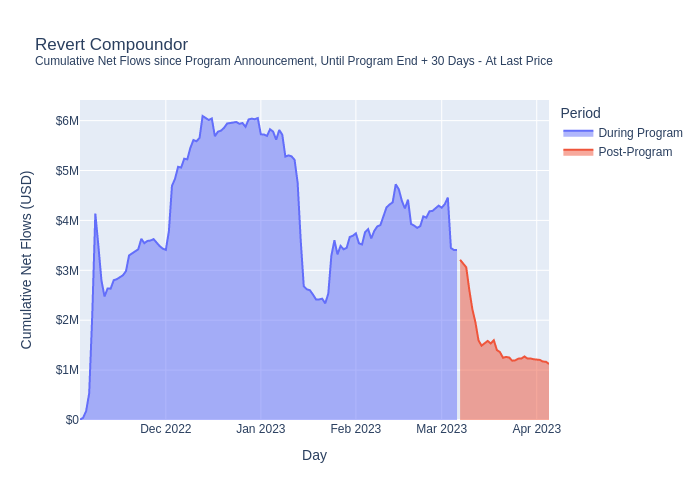 Revert Compoundor
Cumulative Net Flows since Program Announcement, Until Program End + 30 Days - At Last Price
Period
During Program
Post-Program
Cumulative Net Flows (USD)
$6M
$5M
$4M
$3M
$2M
$1M
$0
Dec 2022
Jan 2023
Feb 2023
Mar 2023
Apr 2023
Day